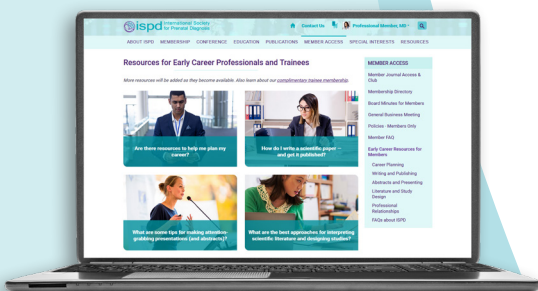 ispd International Society
for Prenatal Diagnosis
Contact Us
Professional Member, MD
ABOUT ISPD MEMBERSHIP CONFERENCE EDUCATION PUBLICATIONS MEMBER ACCESS SPECIAL INTERESTS RESOURCES
Resources for Early Career Professionals and Trainees
More resources will be added as they become available. Also learn about our complimentary trainee membership.
Are there resources to help me plan my
career?
How do I write a scientific paper —
and get it published?
What are some tips for making attention-
grabbing presentations (and abstracts)?
What are the best approaches for interpreting
scientific literature and designing studies?
MEMBER ACCESS
Member Journal Access &
Club
Membership Directory
Board Minutes for Members
General Business Meeting
Policies - Members Only
Member FAQ
Early Career Resources for
Members
Career Planning
Writing and Publishing
Abstracts and Presenting
Literature and Study
Design
Professional
Relationships
FAQs about ISPD